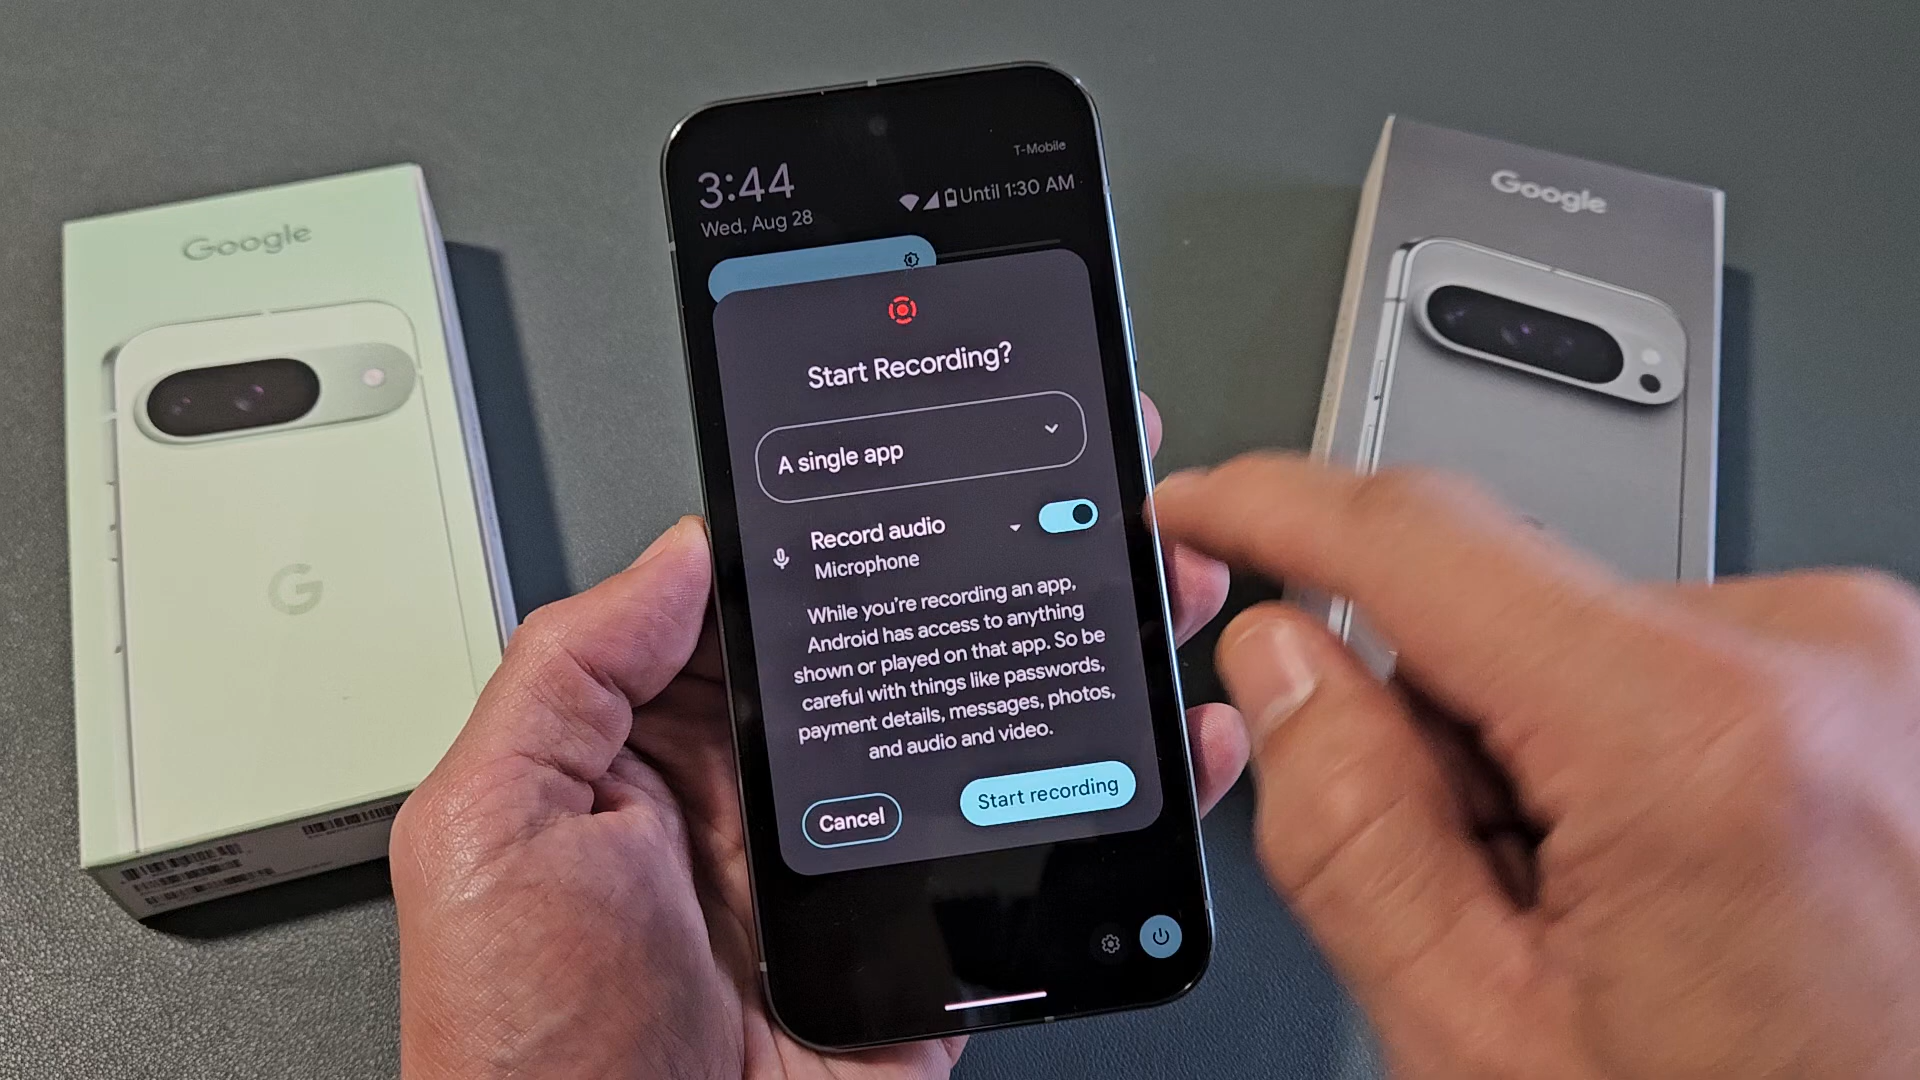 Google
G
3:44
Wed, Aug 28
T-Mobile
Until 1:30 AM
Start Recording?
A single app
Record audio
Microphone
While you're recording an app,
Android has access to anything
shown or played on that app. So be
careful with things like passwords,
payment details, messages, photos,
and audio and video.
Cancel
Start recording
Google